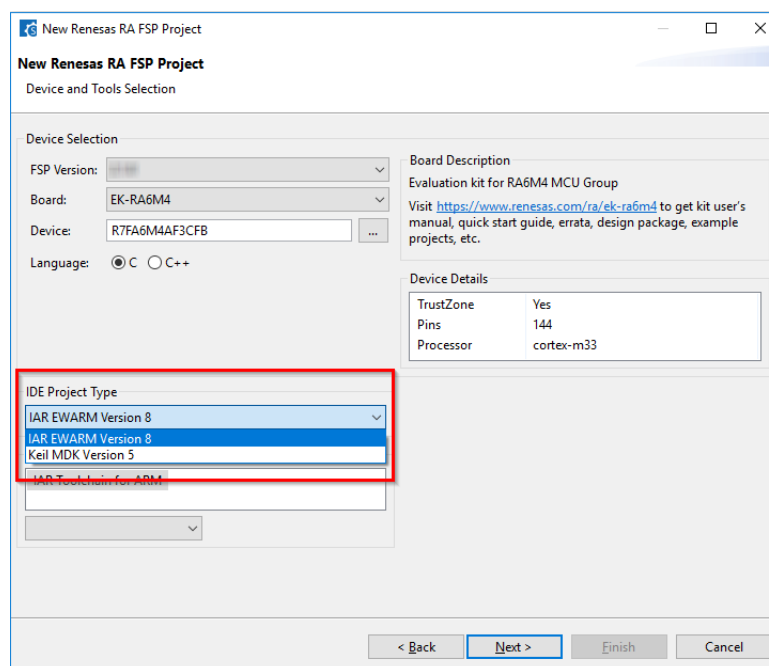 New Renesas RA FSP Project
New Renesas RA FSP Project
Device and Tools Selection
Device Selection
FSP Version:
Board: EK-RA6M4
Device: R7FA6M4AF3CFB ...
Language: C C++
Board Description
Evaluation kit for RA6M4 MCU Group
Visit https://www.renesas.com/ra/ek-ra6m4 to get kit user's
manual, quick start guide, errata, design package, example
projects, etc.
Device Details
TrustZone Yes
Pins 144
Processor cortex-m33
IDE Project Type
IAR EWARM Version 8
IAR EWARM Version 8
Keil MDK Version 5
IAR Toolchain for ARM
< Back Next > Finish Cancel